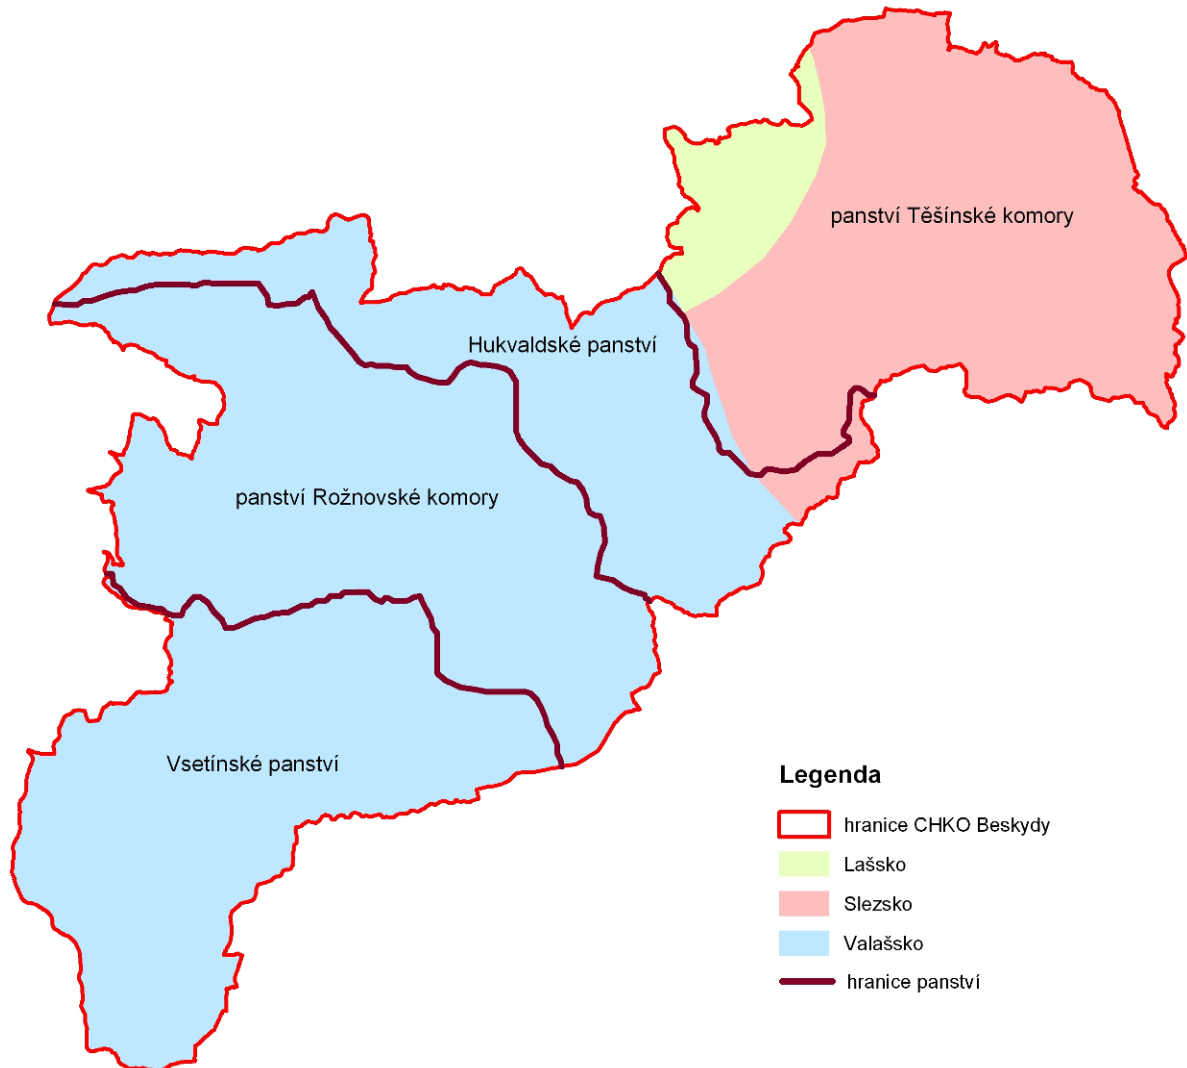 panství Těšínské komory
Hukvaldské panství
panství Rožnovské komory
Vsetínské panství
Legenda
hranice CHKO Beskydy
Lašsko
Slezsko
Valašsko
hranice panství